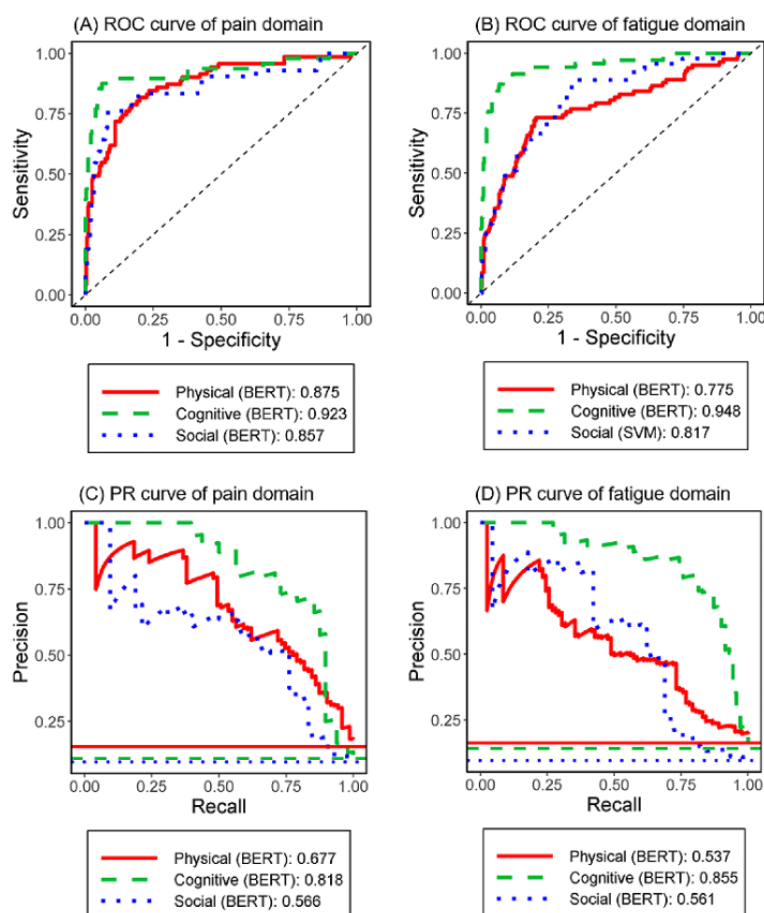 (A) ROC curve of pain domain
1.00
0.75
0.50
0.25
0.00
Sensitivity
0.00 0.25 0.50 0.75 1.00
1 - Specificity
Physical (BERT): 0.875
Cognitive (BERT): 0.923
Social (BERT): 0.857
(B) ROC curve of fatigue domain
1.00
0.75
0.50
0.25
0.00
Sensitivity
0.00 0.25 0.50 0.75 1.00
1 - Specificity
Physical (BERT): 0.775
Cognitive (BERT): 0.948
Social (SVM): 0.817
(C) PR curve of pain domain
1.00
0.75
0.50
0.25
Precision
0.00 0.25 0.50 0.75 1.00
Recall
Physical (BERT): 0.677
Cognitive (BERT): 0.818
Social (BERT): 0.566
(D) PR curve of fatigue domain
1.00
0.75
0.50
0.25
Precision
0.00 0.25 0.50 0.75 1.00
Recall
Physical (BERT): 0.537
Cognitive (BERT): 0.855
Social (BERT): 0.561